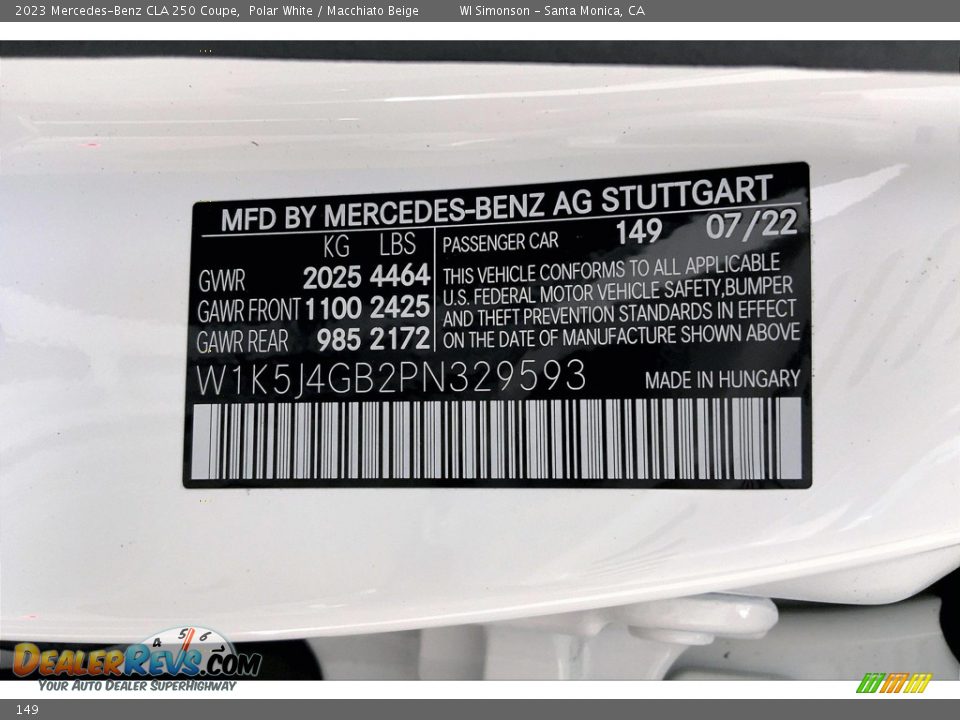 2023 Mercedes-Benz CLA 250 Coupe, Polar White / Macchiato Beige WI Simonson - Santa Monica, CA
MFD BY MERCEDES-BENZ AG STUTTGART
KG LBS
GVWR 2025 4464
GAWR FRONT 1100 2425
GAWR REAR 985 2172
PASSENGER CAR 149 07/22
THIS VEHICLE CONFORMS TO ALL APPLICABLE
U.S. FEDERAL MOTOR VEHICLE SAFETY, BUMPER
AND THEFT PREVENTION STANDARDS IN EFFECT
ON THE DATE OF MANUFACTURE SHOWN ABOVE
W1K5J4GB2PN329593 MADE IN HUNGARY
4 5 6
DEALERREVS.COM
YOUR AUTO DEALER SUPERHIGHWAY
149